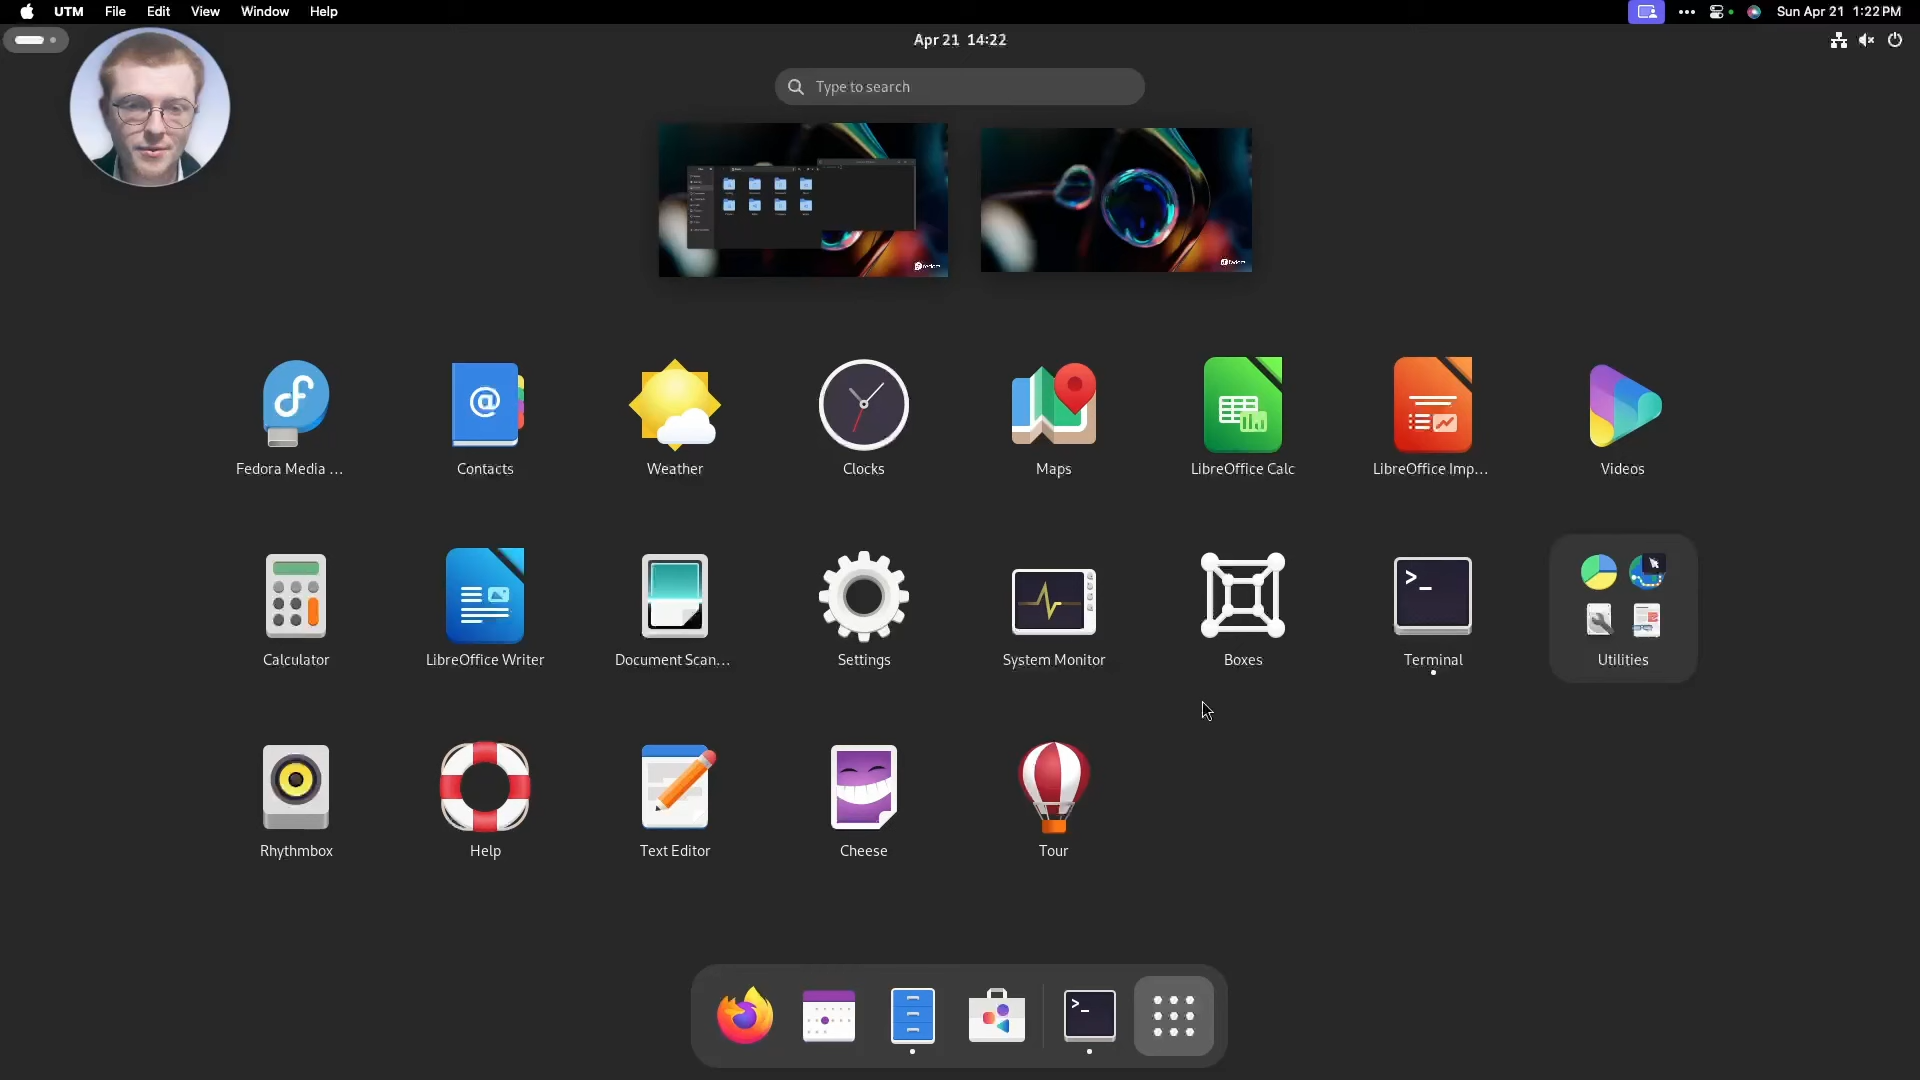 UTM File Edit View Window Help
Sun Apr 21 1:22 PM
Apr 21 14:22
Type to search
Fedora Media ...
Contacts
Weather
Clocks
Maps
LibreOffice Calc
LibreOffice Imp...
Videos
Calculator
LibreOffice Writer
Document Scan...
Settings
System Monitor
Boxes
Terminal
Utilities
Rhythmbox
Help
Text Editor
Cheese
Tour